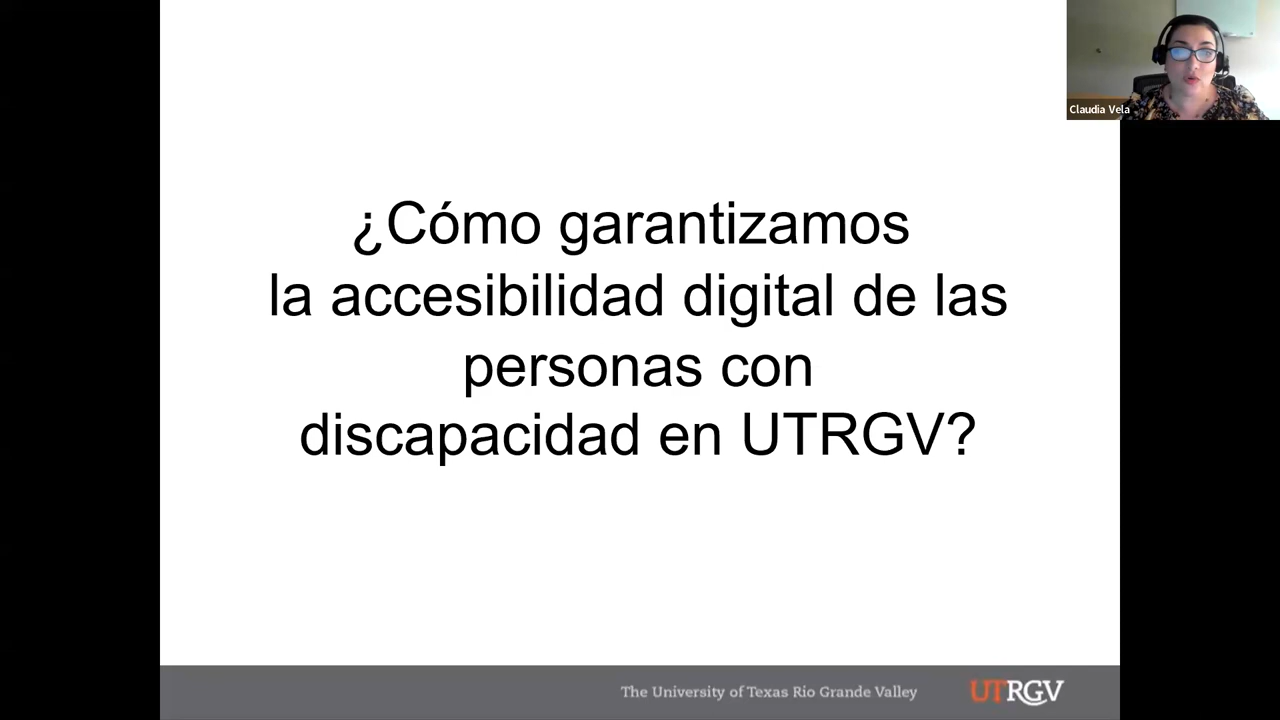 Claudia Vela
¿Cómo garantizamos
la accesibilidad digital de las
personas con
discapacidad en UTRGV?
The University of Texas Rio Grande Valley
UTRGV